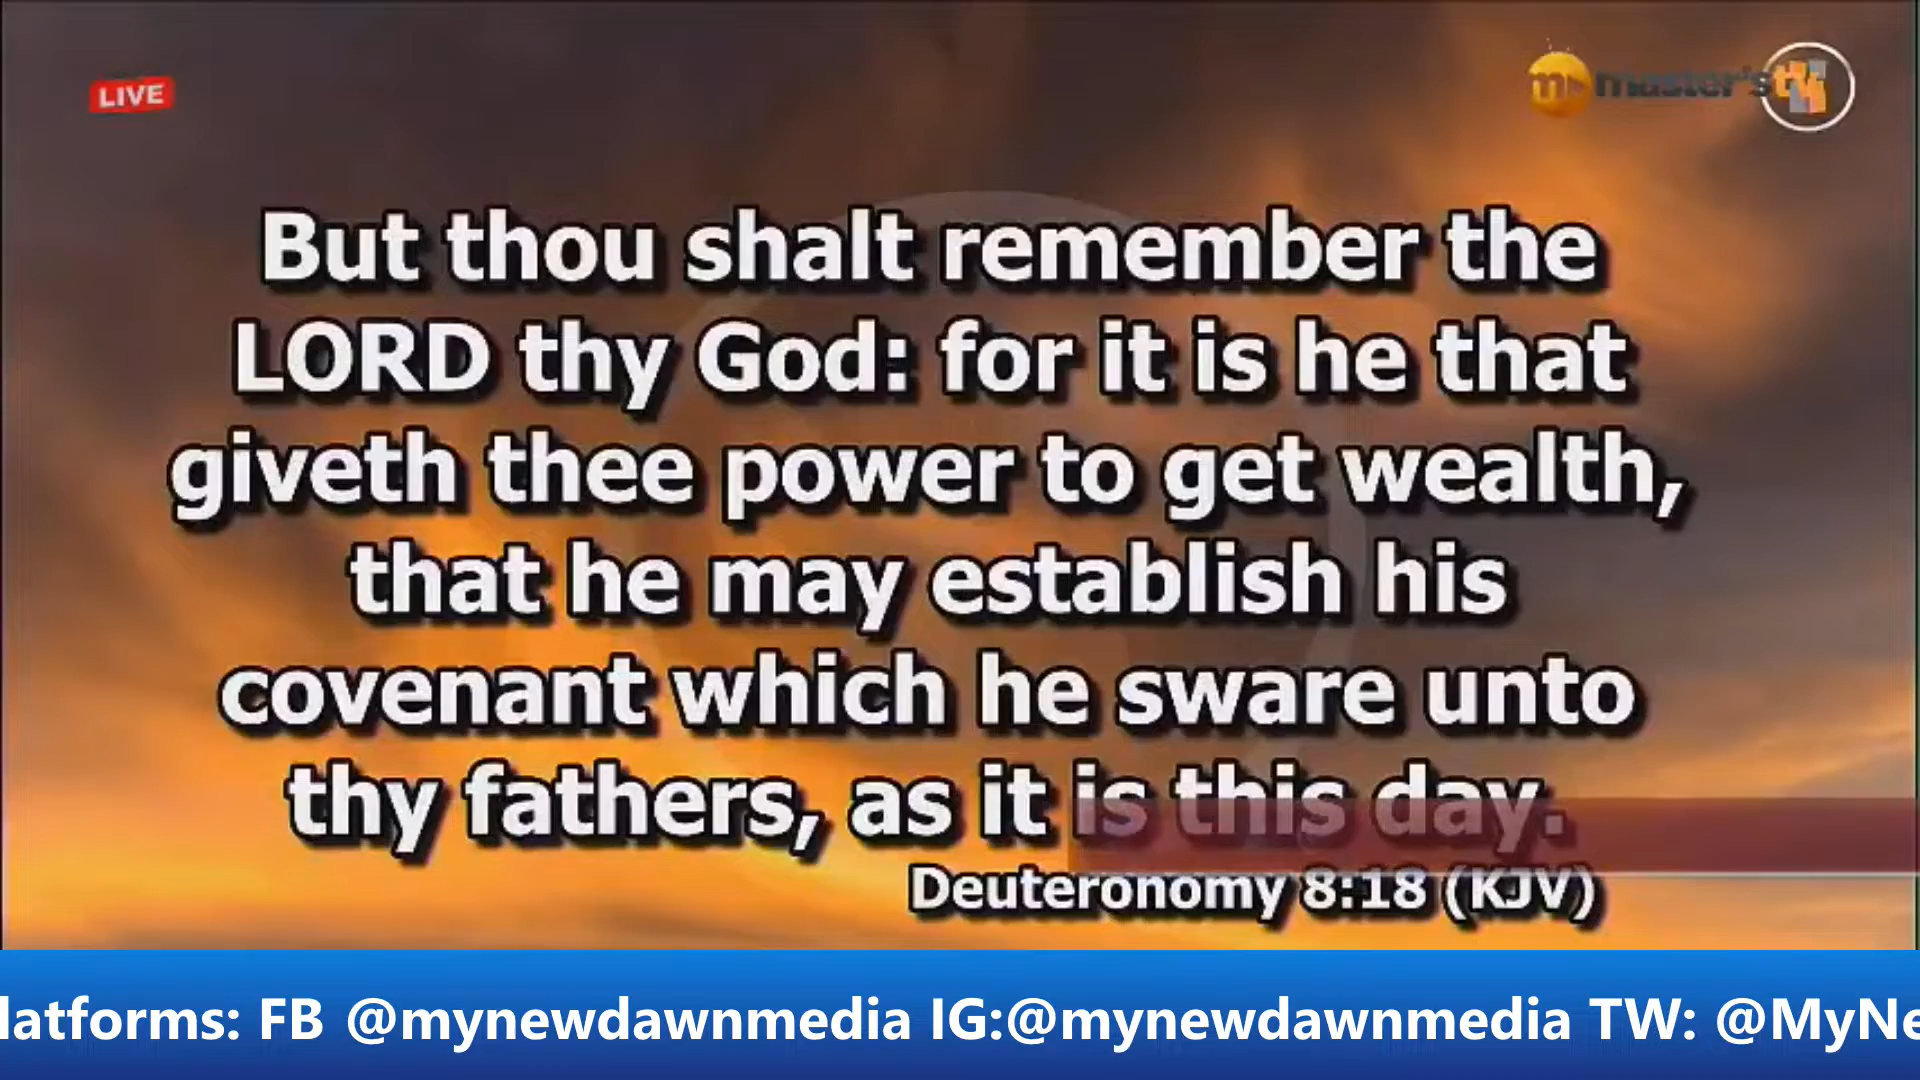 LIVE
master's tv
But thou shalt remember the
LORD thy God: for it is he that
giveth thee power to get wealth,
that he may establish his
covenant which he sware unto
thy fathers, as it is this day.
Deuteronomy 8:18 (KJV)
latforms: FB @mynewdawnmedia IG:@mynewdawnmedia TW: @MyNe